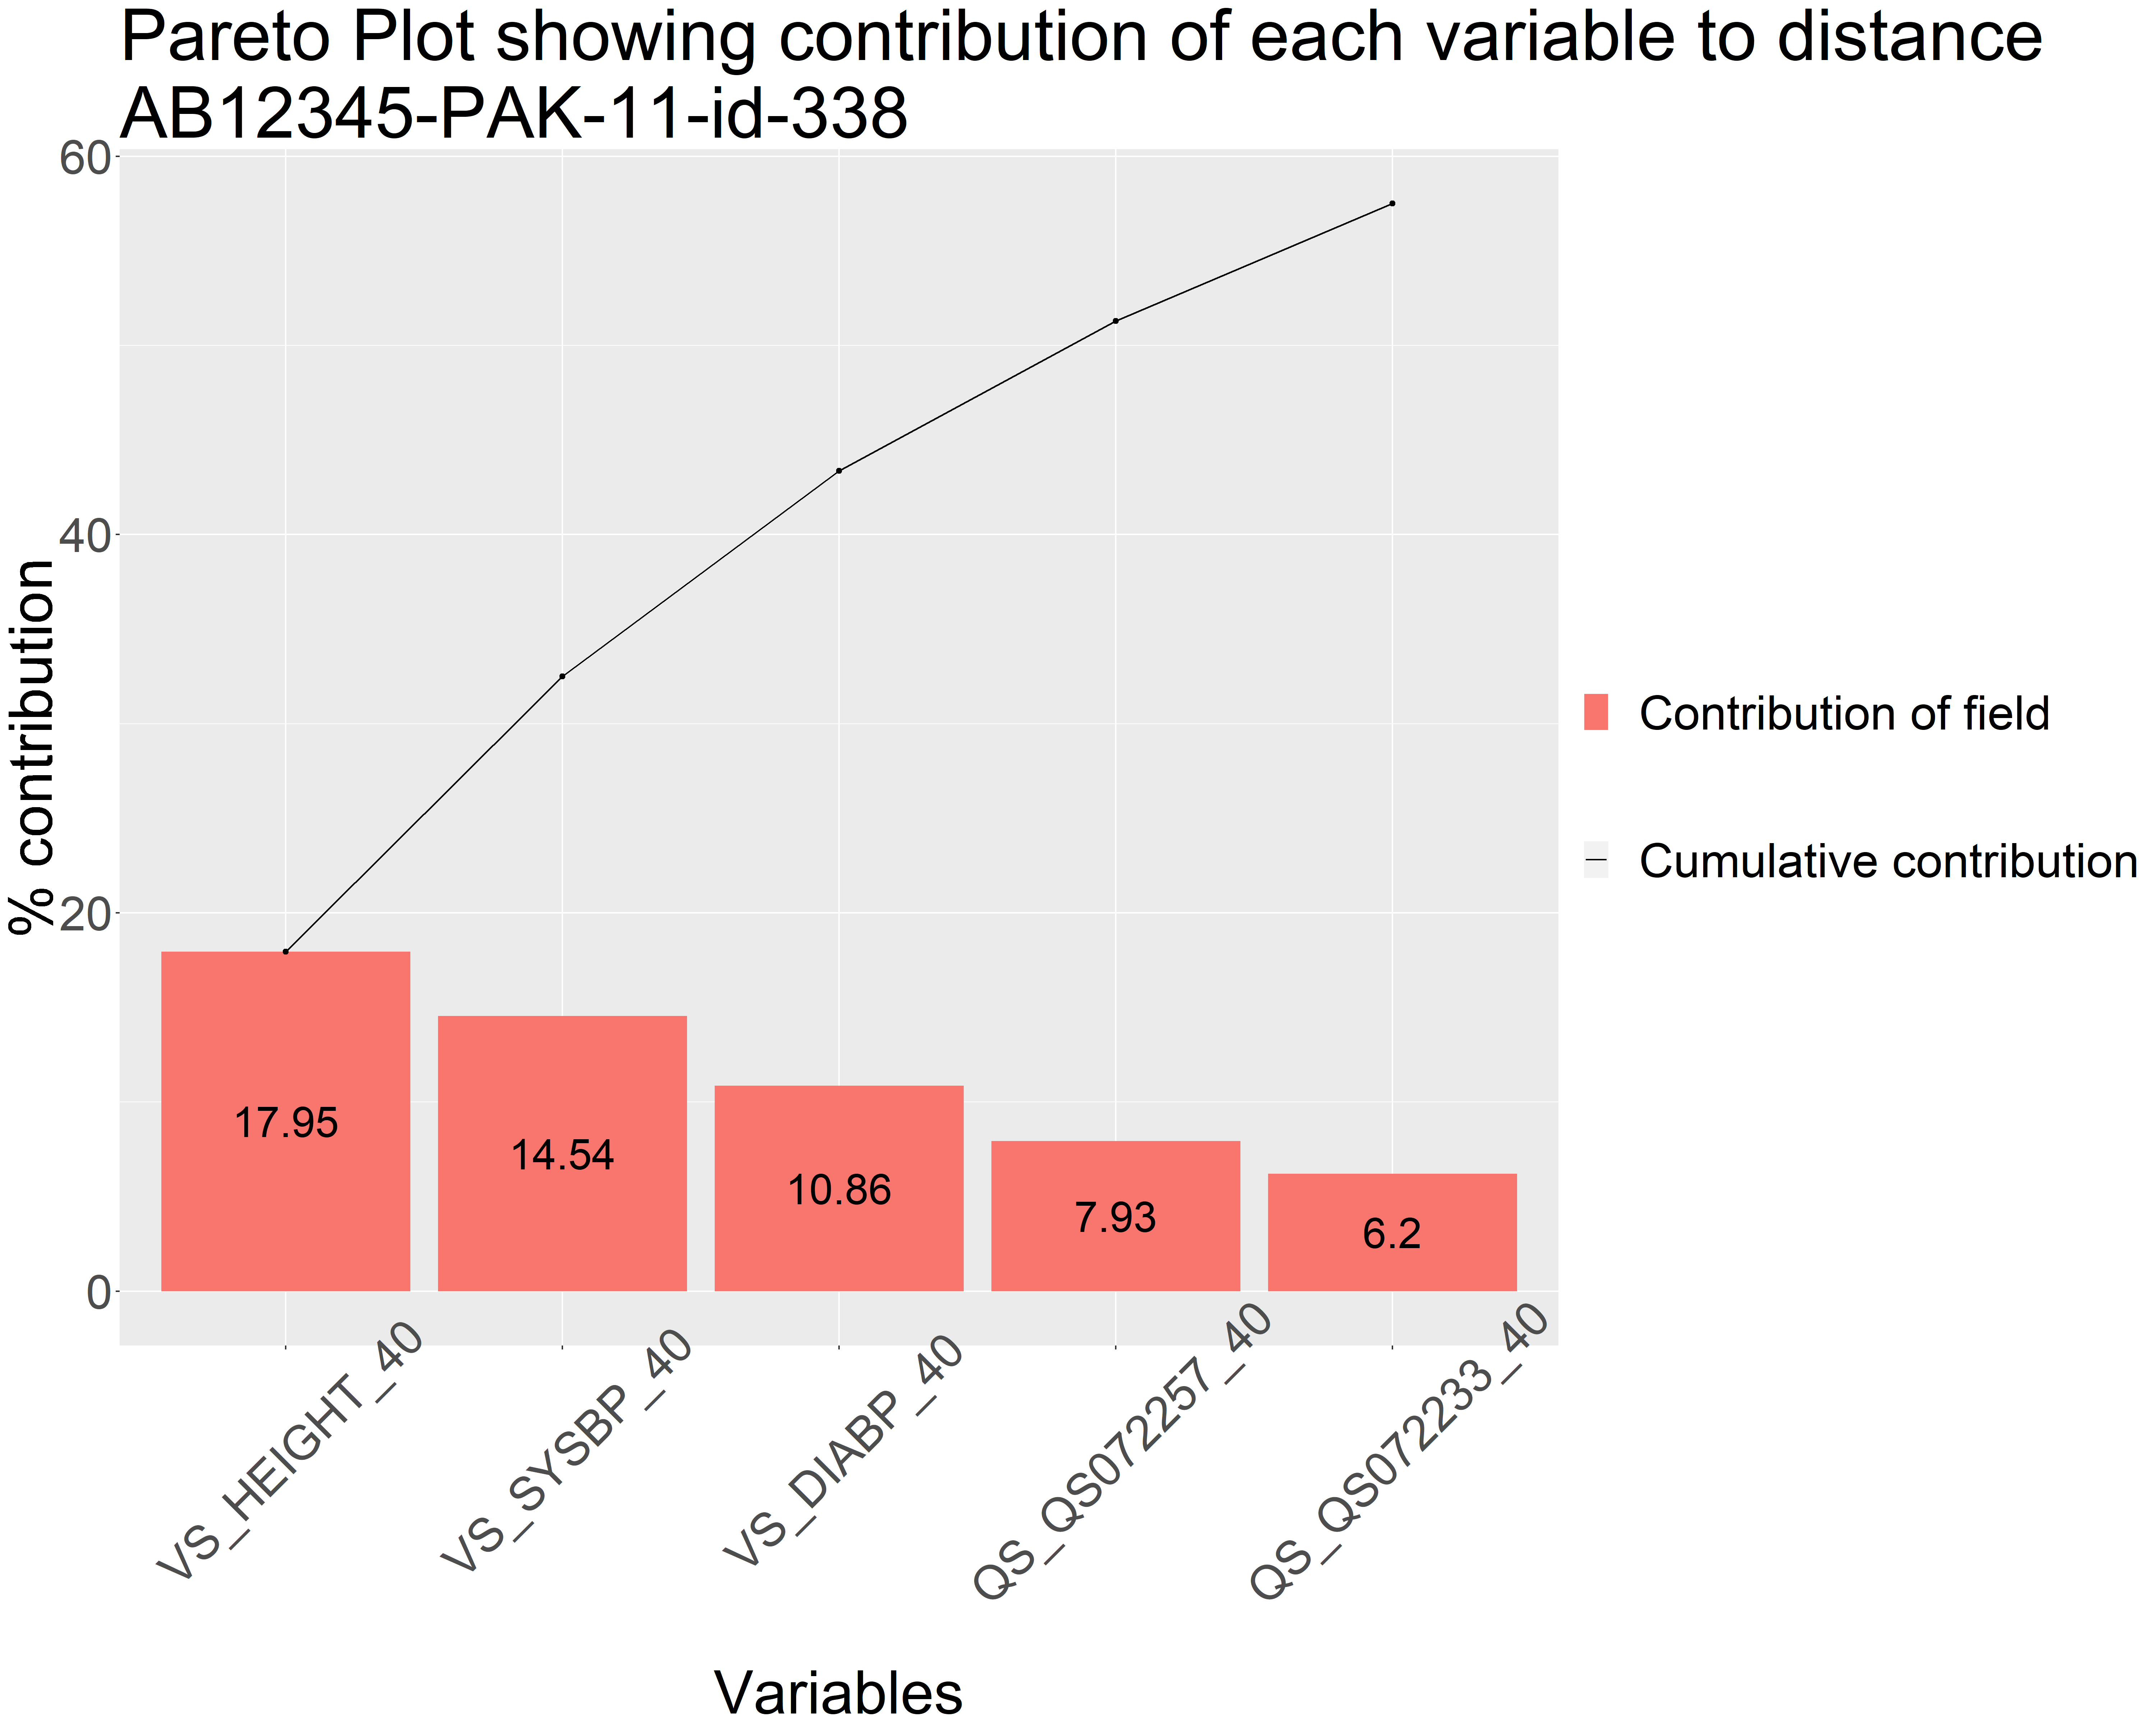 Pareto Plot showing contribution of each variable to distance
AB12345-PAK-11-id-338
% contribution
60
40
20
0
17.95
14.54
10.86
7.93
6.2
VS_HEIGHT_40
VS_SYSBP_40
VS_DIABP_40
QS_QS072257_40
QS_QS072233_40
Variables
Contribution of field
Cumulative contribution